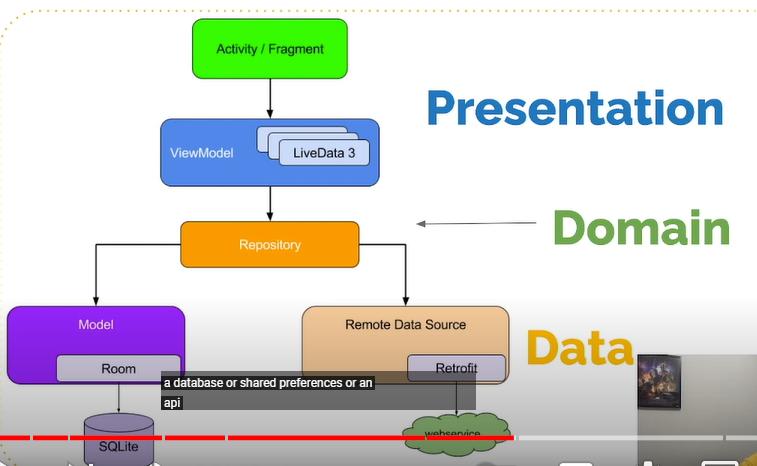 Activity / Fragment
Presentation
ViewModel
LiveData 3
Domain
Repository
Model
Remote Data Source
Data
Room
Retrofit
a database or shared preferences or an
api
webservice
SQLite